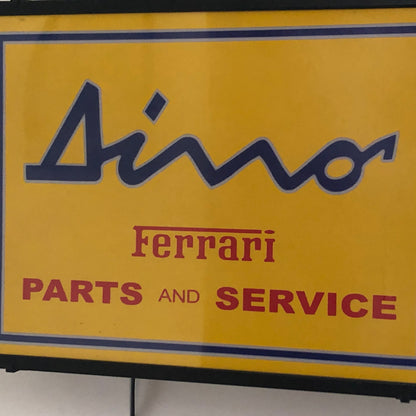 Dino
Ferrari
PARTS AND SERVICE